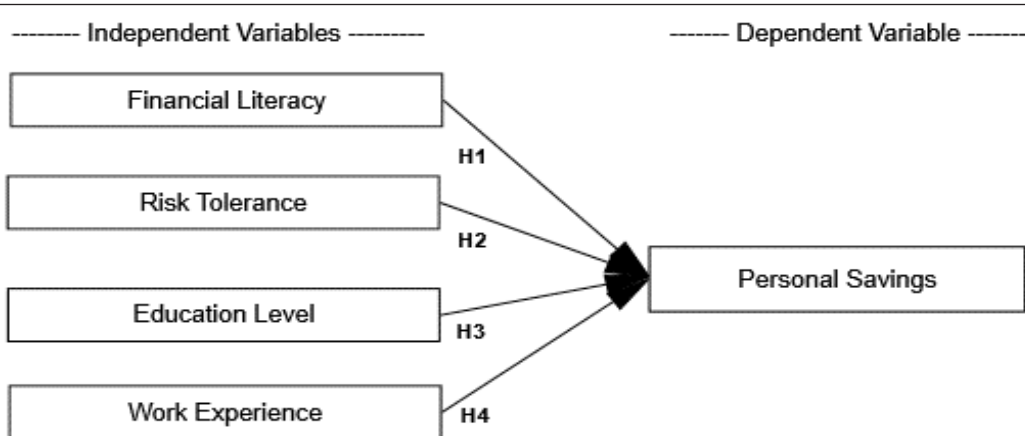 -------- Independent Variables ---------
------- Dependent Variable -------
Financial Literacy
H1
Risk Tolerance
H2
Personal Savings
Education Level
H3
Work Experience
H4